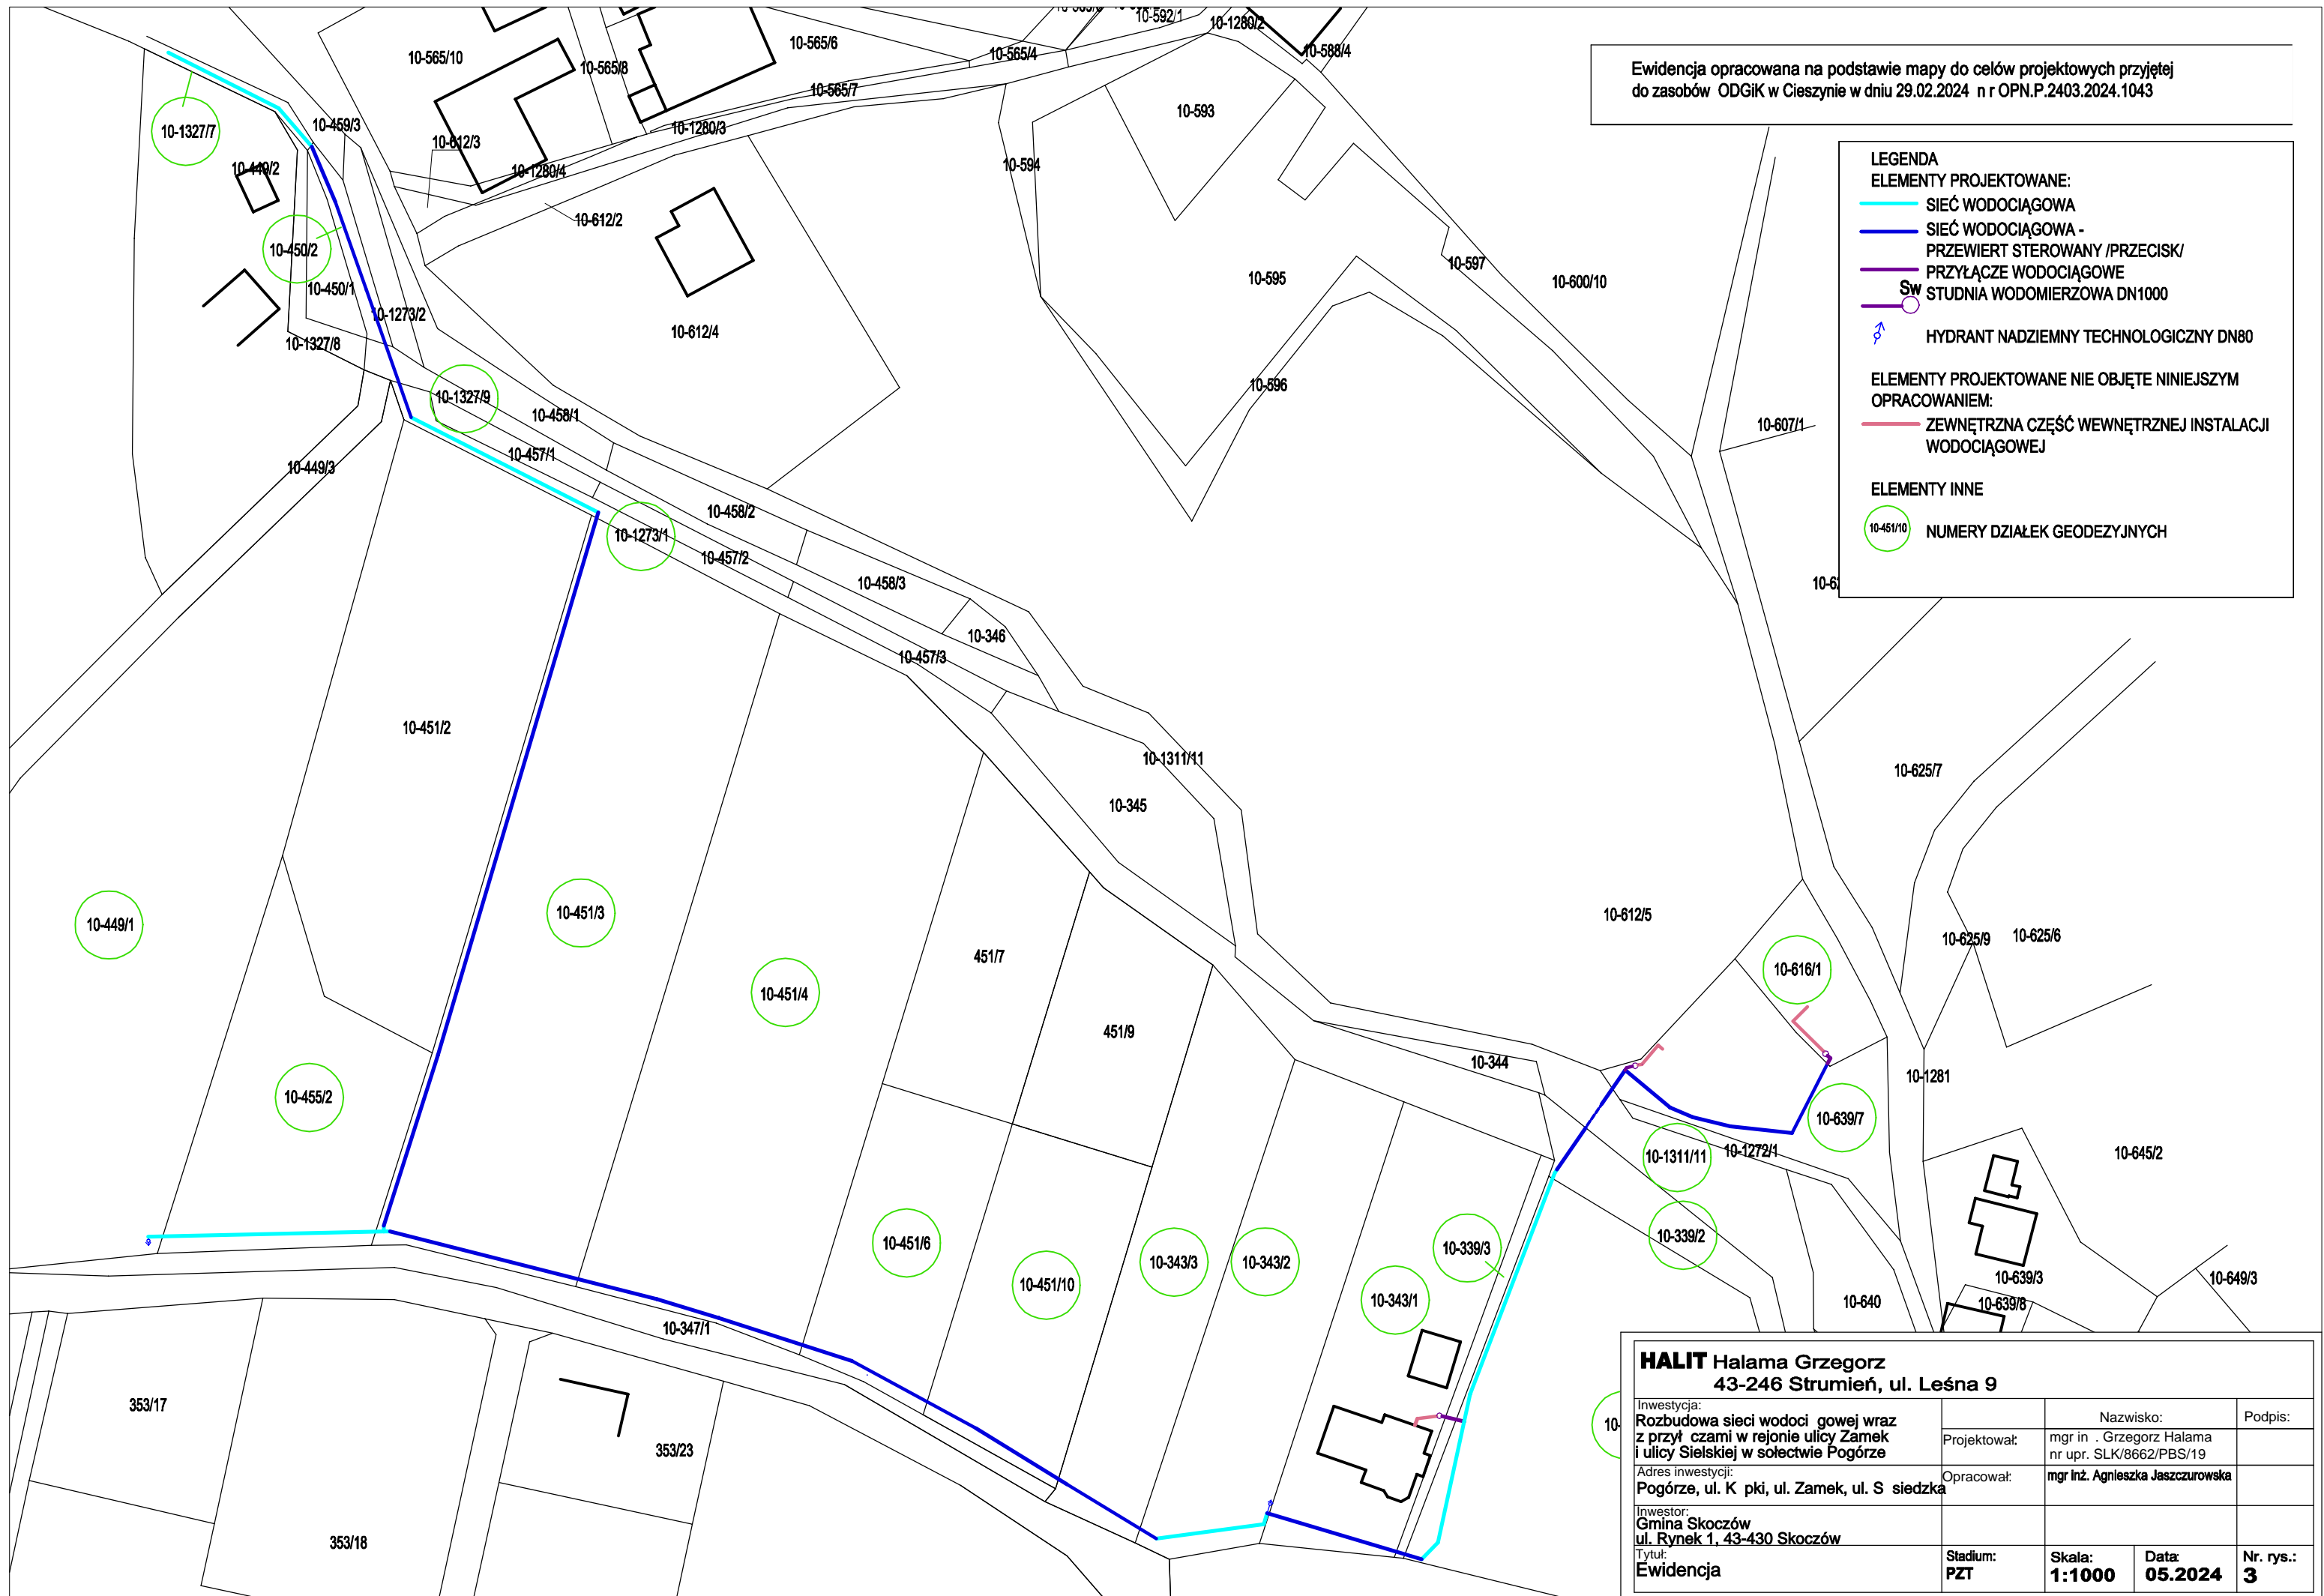 10-592/1
10-1280/2
10-565/6
10-565/4
10-588/4
10-565/10
10-565/8
10-565/7
Ewidencja opracowana na podstawie mapy do celów projektowych przyjętej
do zasobów ODGiK w Cieszynie w dniu 29.02.2024 n r OPN.P.2403.2024.1043
10-593
10-1327/7
10-459/3
10-1280/3
10-612/3
10-449/2
10-1280/4
10-594
LEGENDA
ELEMENTY PROJEKTOWANE:
SIEĆ WODOCIĄGOWA
SIEĆ WODOCIĄGOWA -
PRZEWIERT STEROWANY /PRZECISK/
PRZYŁĄCZE WODOCIĄGOWE
Sw
STUDNIA WODOMIERZOWA DN1000
HYDRANT NADZIEMNY TECHNOLOGICZNY DN80
ELEMENTY PROJEKTOWANE NIE OBJĘTE NINIEJSZYM
OPRACOWANIEM:
ZEWNĘTRZNA CZĘŚĆ WEWNĘTRZNEJ INSTALACJI
WODOCIĄGOWEJ
ELEMENTY INNE
10-451/10
NUMERY DZIAŁEK GEODEZYJNYCH
10-612/2
10-450/2
10-450/1
10-1273/2
10-595
10-597
10-600/10
10-1327/8
10-612/4
10-1327/9
10-596
10-458/1
10-607/1
10-457/1
10-449/3
10-458/2
10-1273/1
10-457/2
10-458/3
10-346
10-457/3
10-451/2
10-1311/11
10-345
10-625/7
10-449/1
10-451/3
10-612/5
10-625/9
10-625/6
451/7
10-451/4
10-616/1
451/9
10-344
10-1281
10-455/2
10-639/7
10-1311/11
10-1272/1
10-645/2
10-451/6
10-339/3
10-339/2
10-451/10
10-343/3
10-343/2
10-343/1
10-639/3
10-649/3
10-640
10-639/8
10-347/1
353/17
353/23
353/18
HALIT Halama Grzegorz
43-246 Strumień, ul. Leśna 9
Inwestycja:
Rozbudowa sieci wodoci gowej wraz
z przył czami w rejonie ulicy Zamek
i ulicy Sielskiej w sołectwie Pogórze
Nazwisko:
Podpis:
Projektował:
mgr in . Grzegorz Halama
nr upr. SLK/8662/PBS/19
Adres inwestycji:
Pogórze, ul. K pki, ul. Zamek, ul. S siedzka
Opracował:
mgr inż. Agnieszka Jaszczurowska
Inwestor:
Gmina Skoczów
ul. Rynek 1, 43-430 Skoczów
Tytuł:
Ewidencja
Stadium:
PZT
Skala:
1:1000
Data:
05.2024
Nr. rys.:
3